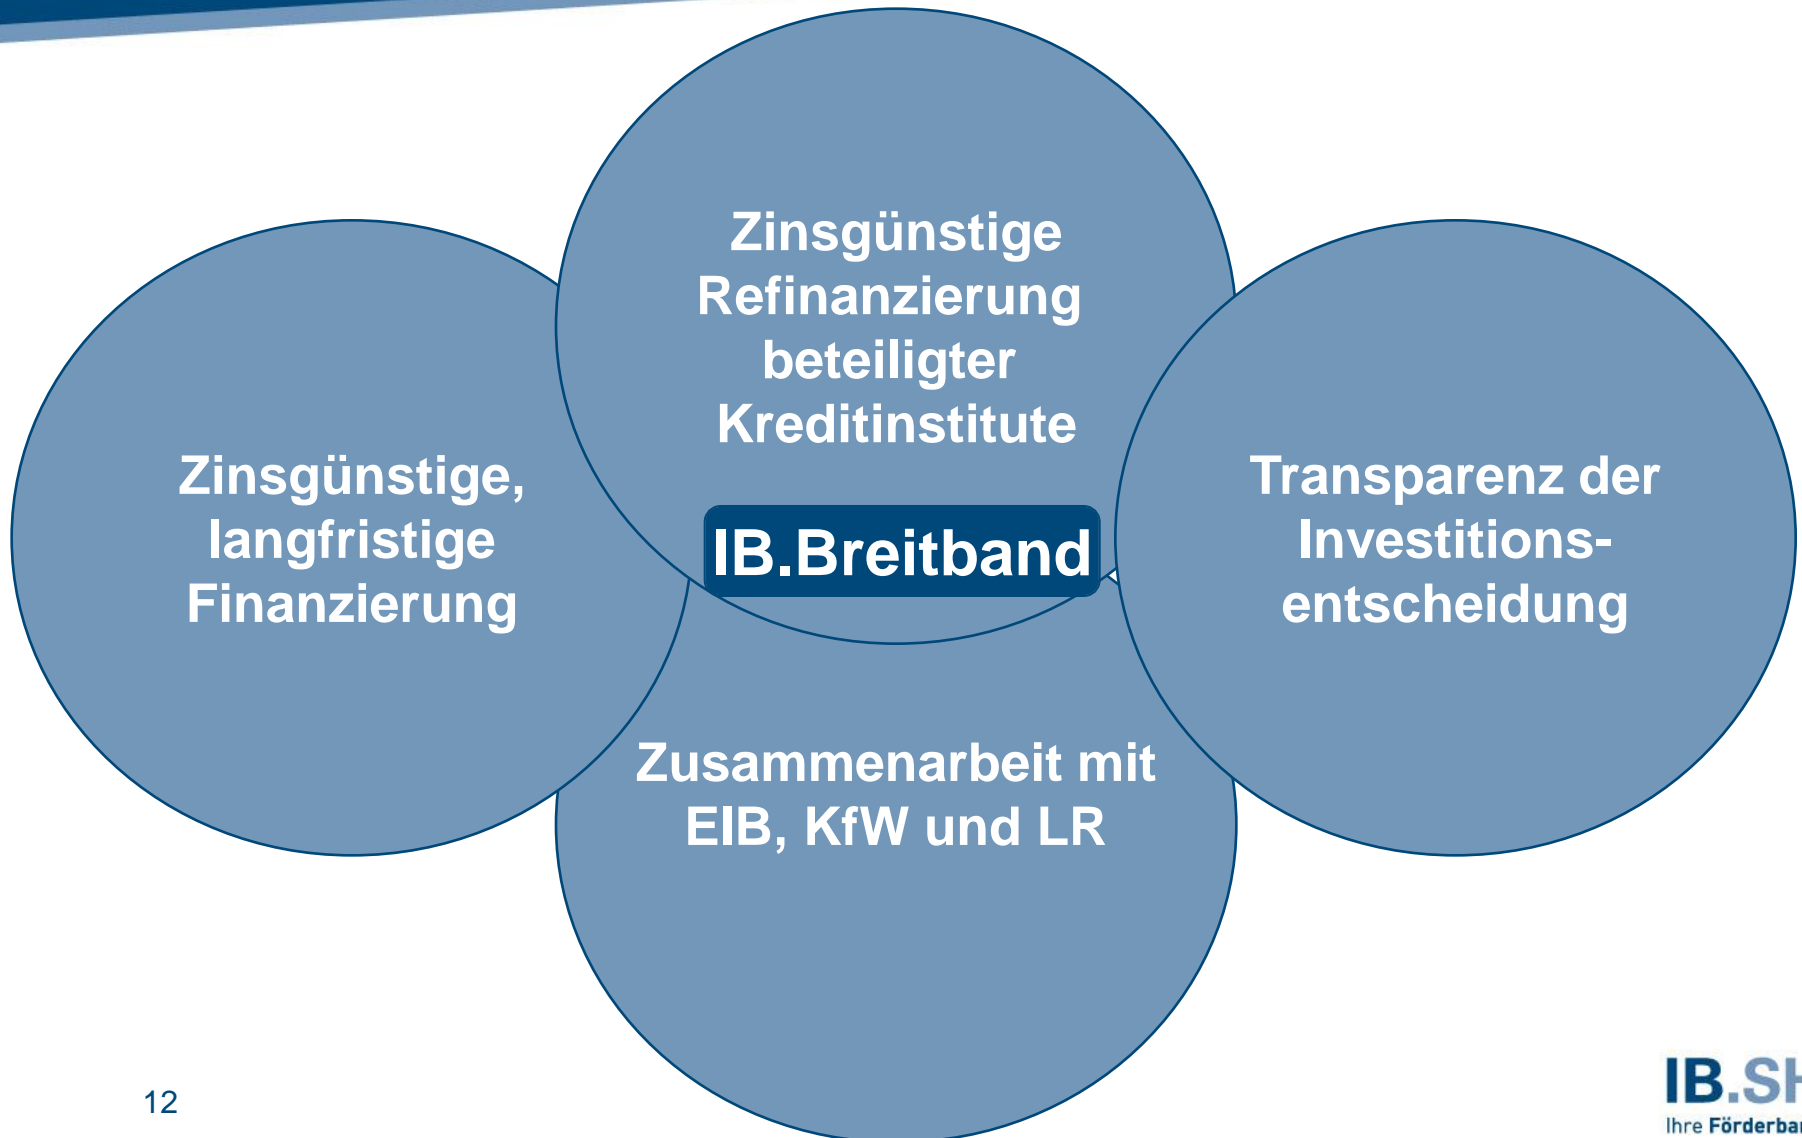 Zinsgünstige
Refinanzierung
beteiligter
Kreditinstitute
Zinsgünstige,
langfristige
Finanzierung
IB.Breitband
Transparenz der
Investitions-
entscheidung
Zusammenarbeit mit
EIB, KfW und LR
12
IB.SH
Ihre Förderban